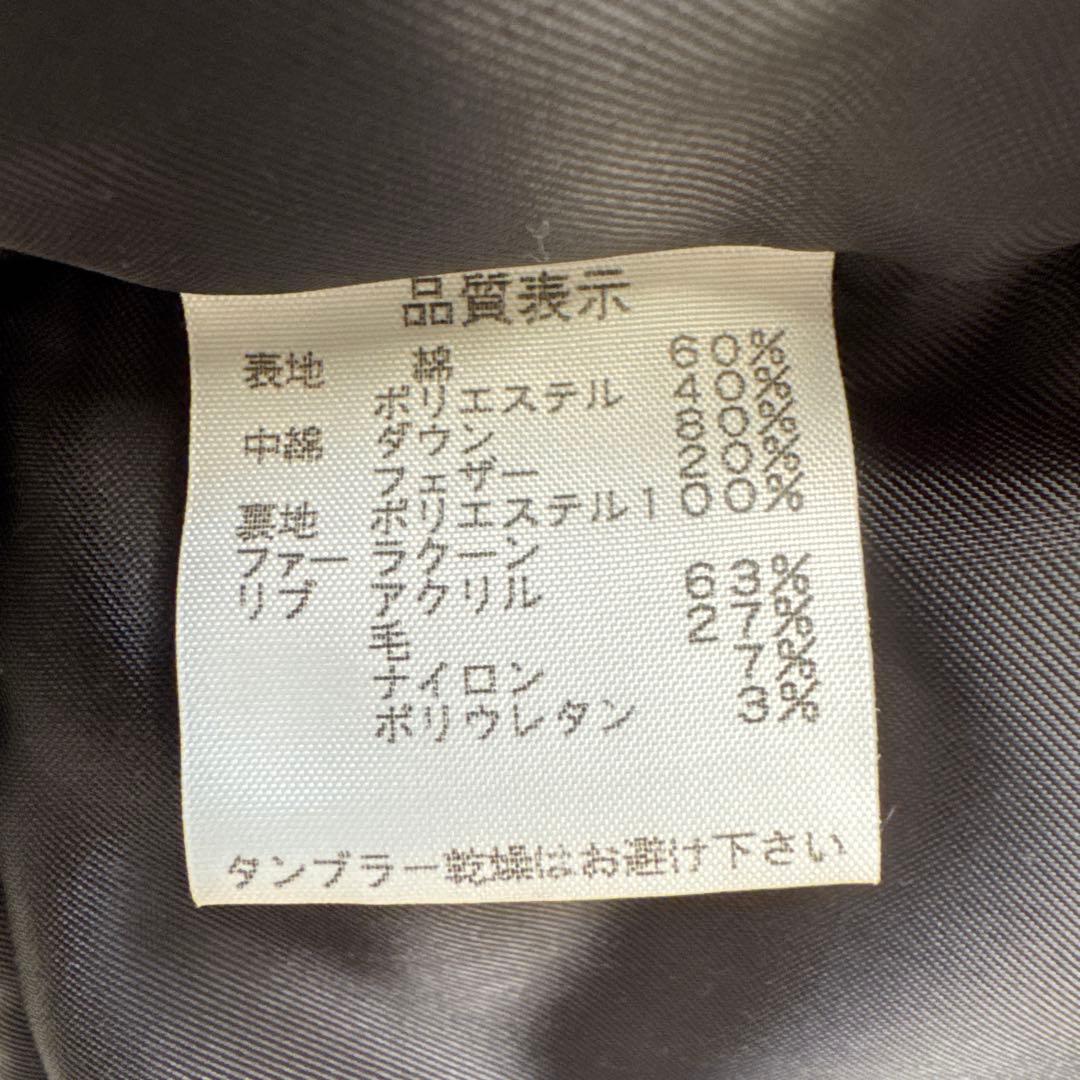 品質表示
表地 綿 60%
ポリエステル 40%
中綿 ダウン 80%
フェザー 20%
裏地 ポリエステル100%
ファー ラクーン
リブ アクリル 63%
毛 27%
ナイロン 7%
ポリウレタン 3%
タンブラー乾燥はお避け下さい